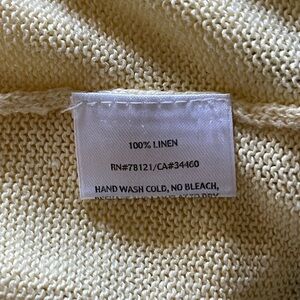 100% LINEN
RN#78121/CA#34460
HAND WASH COLD, NO BLEACH,